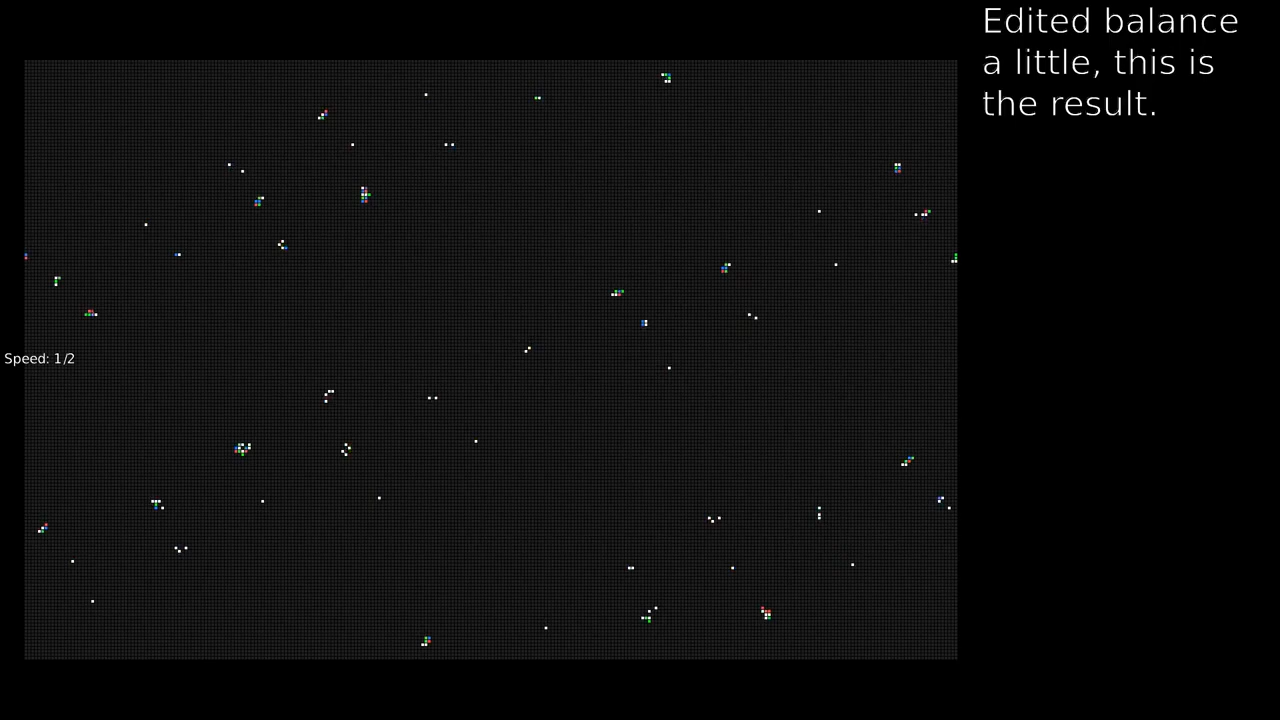 Edited balance
a little, this is
the result.
Speed: 1/2